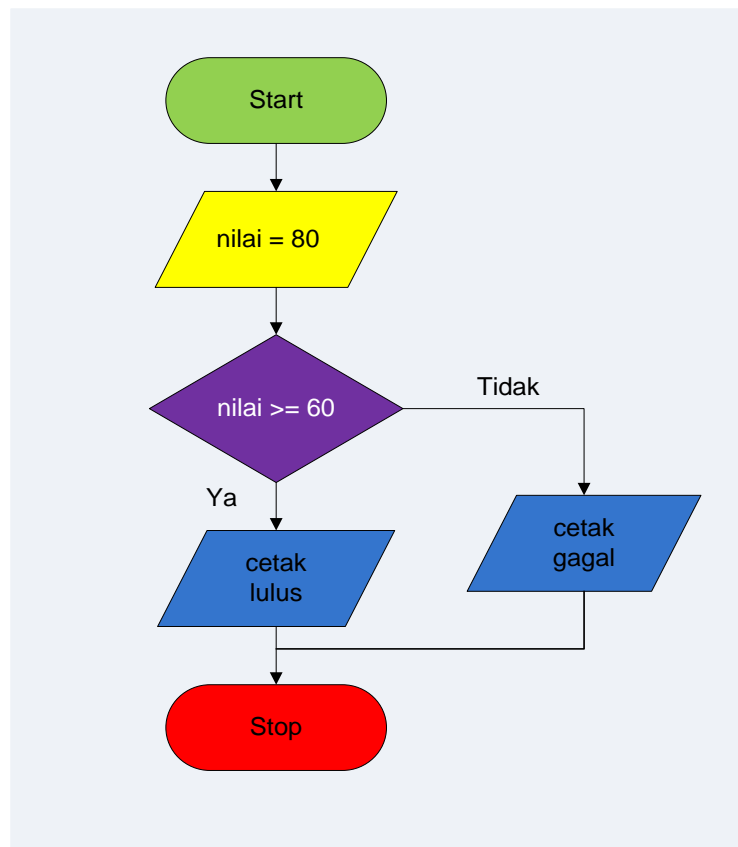 Start
nilai = 80
nilai >= 60
Tidak
Ya
cetak
lulus
cetak
gagal
Stop